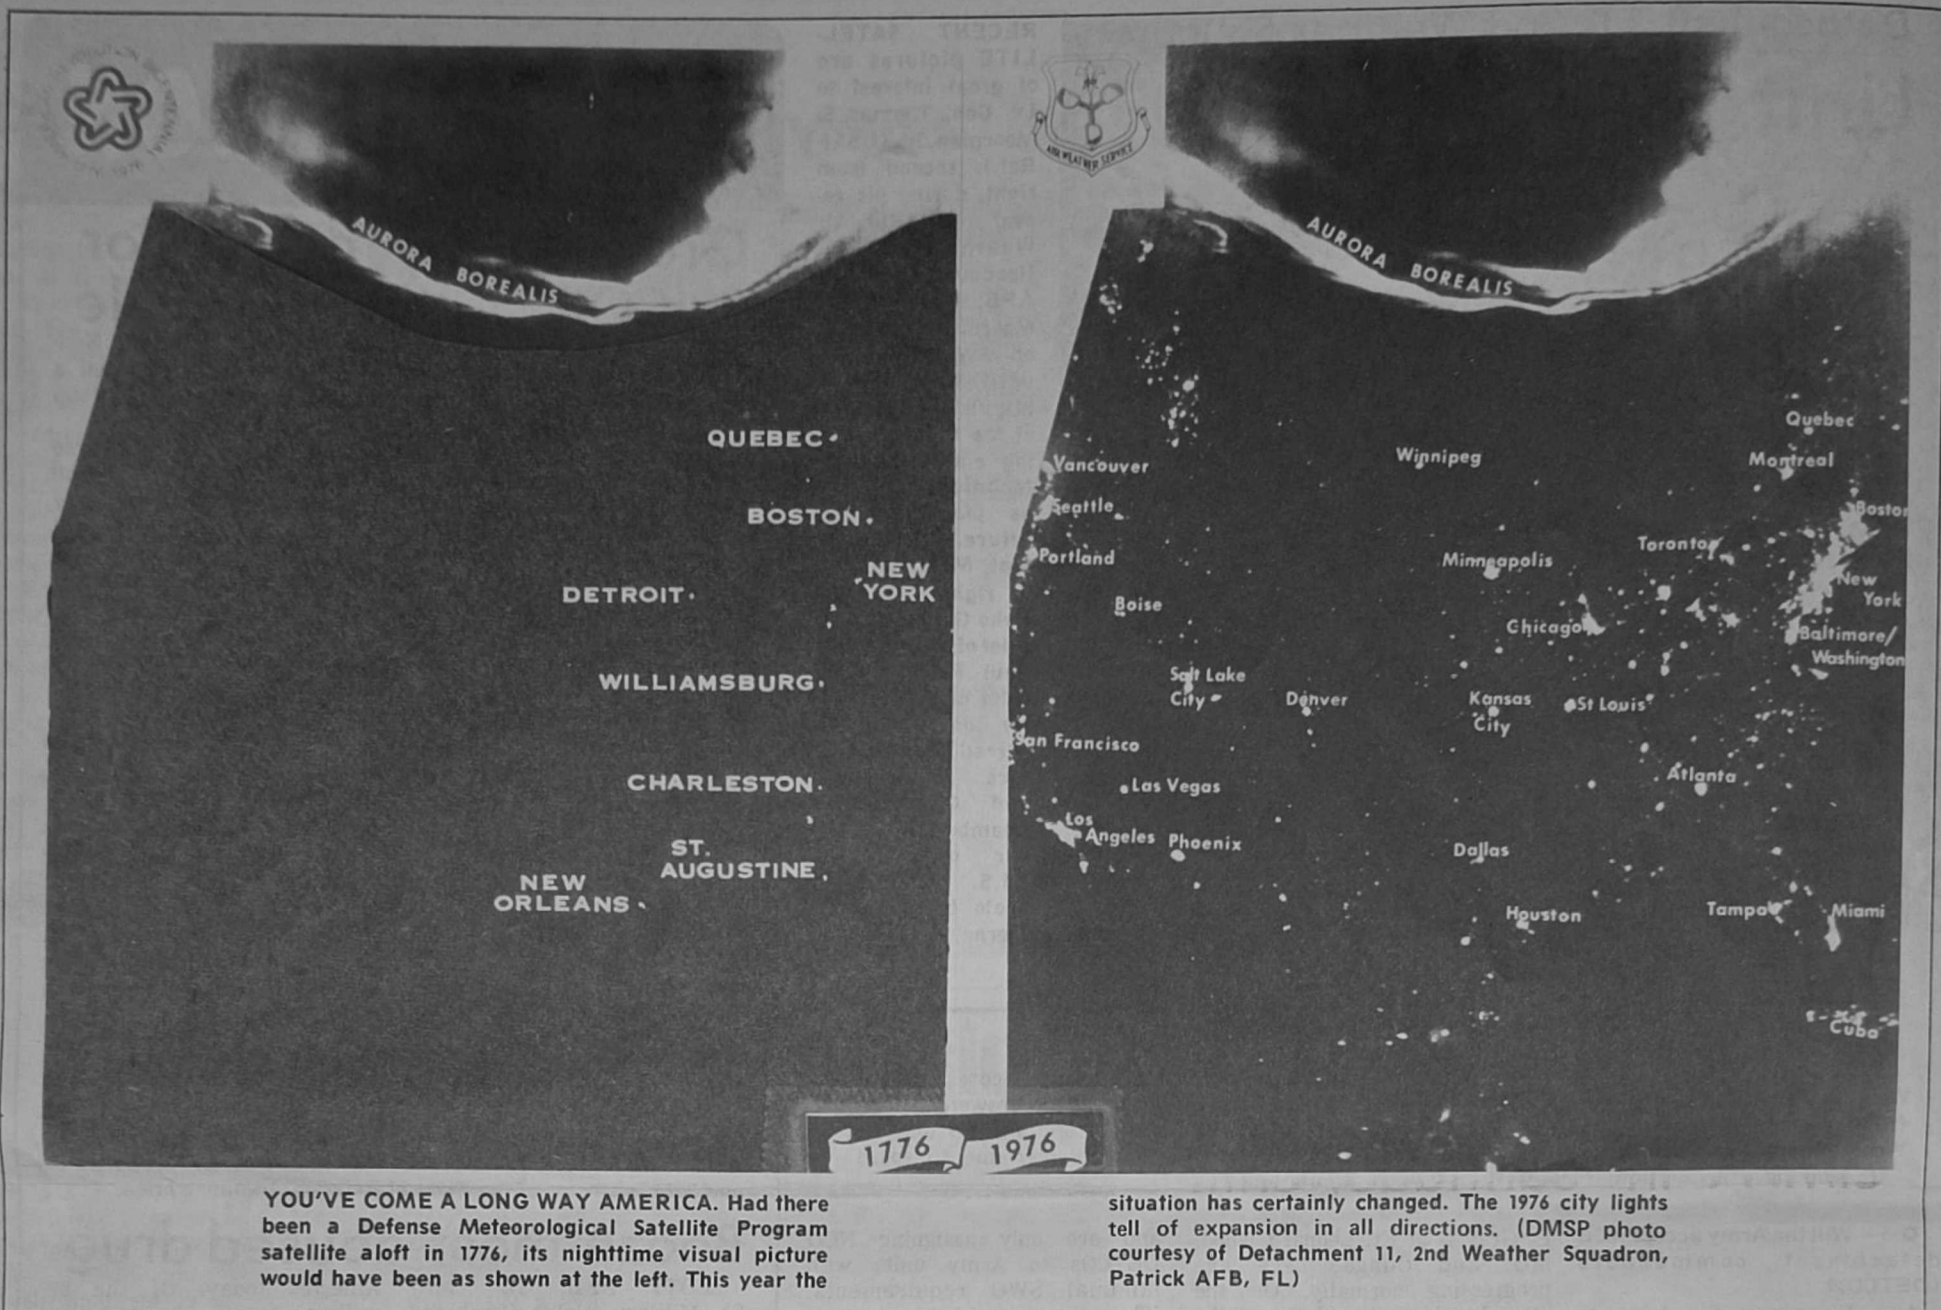 AIR WEATHER SERVICE
AURORA BOREALIS
QUEBEC
BOSTON
NEW
YORK
DETROIT
WILLIAMSBURG
CHARLESTON
ST.
AUGUSTINE
NEW
ORLEANS
AURORA BOREALIS
Quebec
Winnipeg
Montreal
Vancouver
Seattle
Boston
Toronto
Portland
Minneapolis
New
York
Boise
Chicago
Baltimore/
Washington
Salt Lake
City
Denver
Kansas
City
St Louis
San Francisco
Atlanta
Las Vegas
Los
Angeles
Phoenix
Dallas
Tampa
Miami
Houston
Cuba
1776 1976
YOU'VE COME A LONG WAY AMERICA. Had there
been a Defense Meteorological Satellite Program
satellite aloft in 1776, its nighttime visual picture
would have been as shown at the left. This year the
situation has certainly changed. The 1976 city lights
tell of expansion in all directions. (DMSP photo
courtesy of Detachment 11, 2nd Weather Squadron,
Patrick AFB, FL)